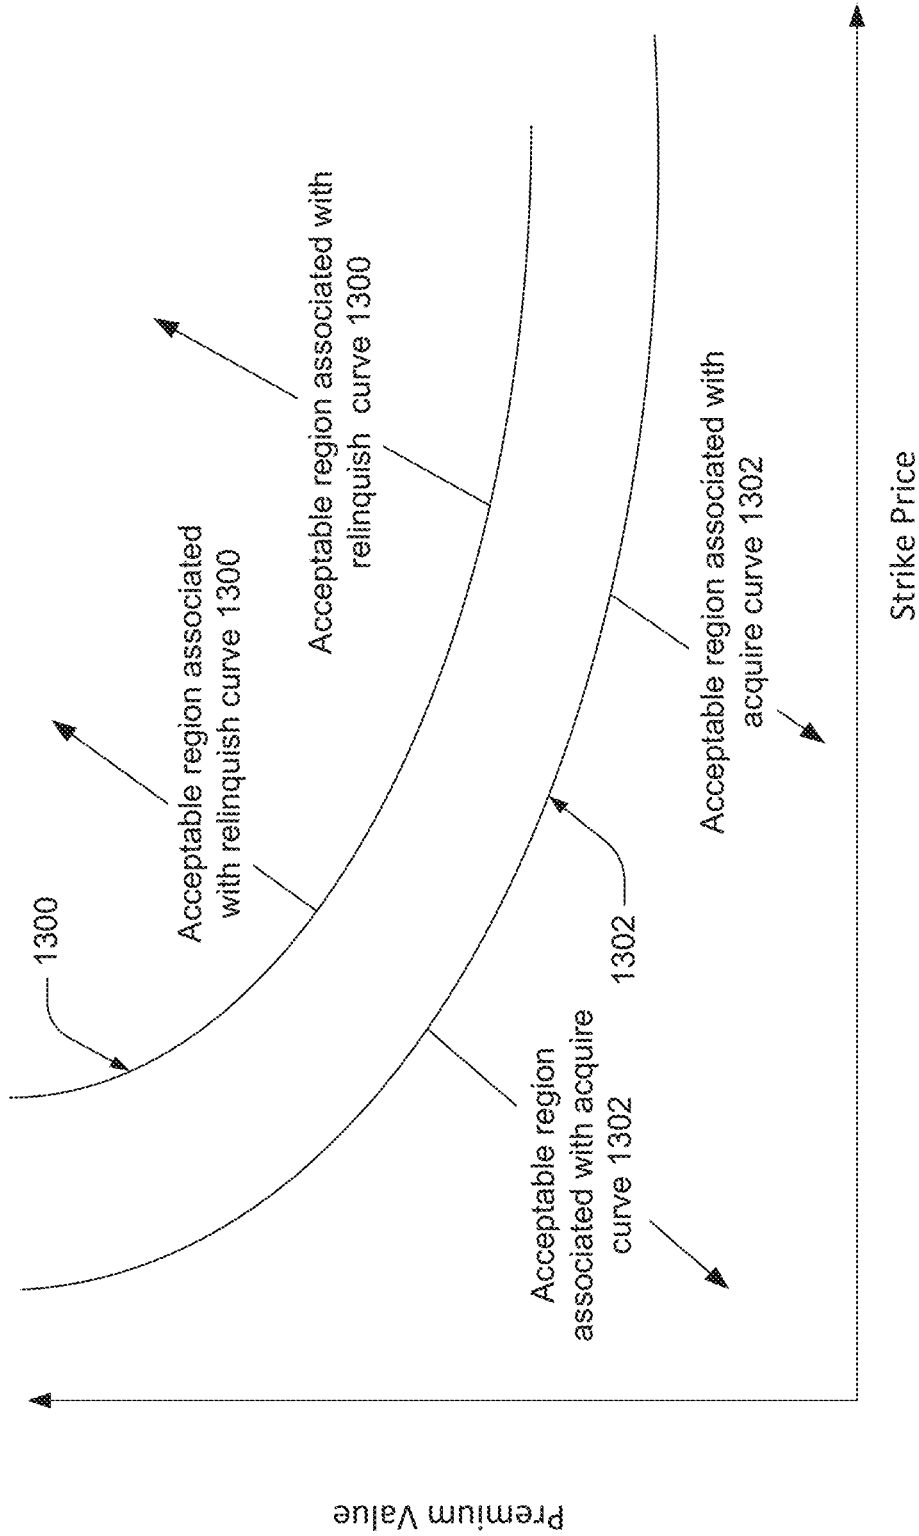 1300
Acceptable region associated
with relinquish curve 1300
Acceptable region associated with
relinquish curve 1300
Acceptable region
associated with acquire
curve 1302
1302
Acceptable region associated with
acquire curve 1302
Premium Value
Strike Price